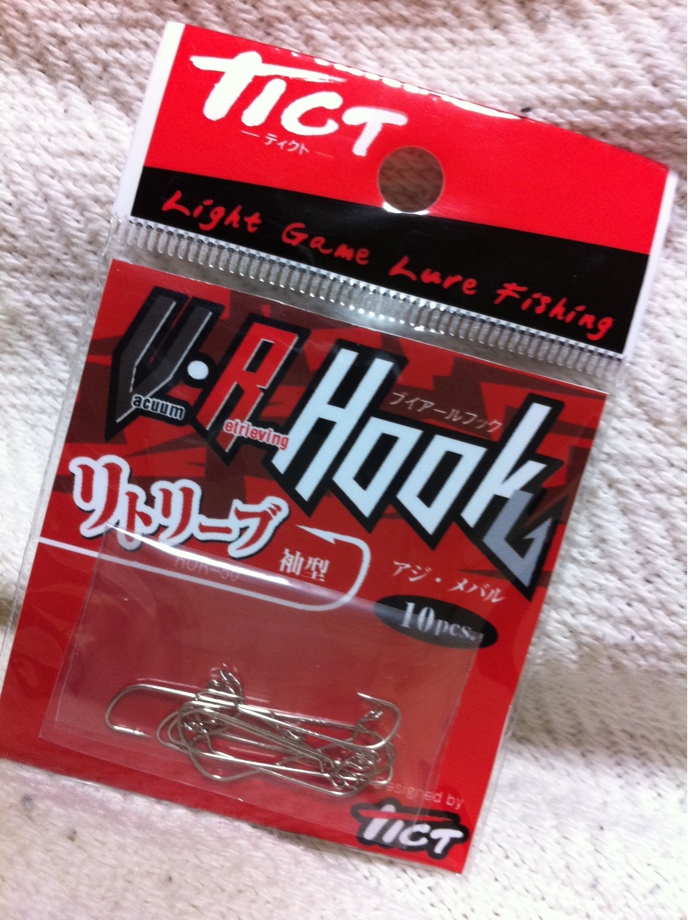 TICT
ティクト
Light Game Lure Fishing
V・R Hook
acuum
etrieving
ブイアールフック
リトリーブ
袖型
アジ・メバル
10pcs.
esigned by
TICT